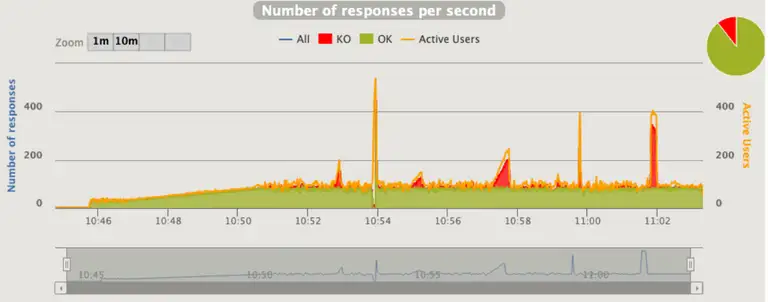 Number of responses per second
Zoom 1m 10m
All KO OK Active Users
Number of responses
400 400
200 200
0 0
Active Users
10:46 10:48 10:50 10:52 10:54 10:56 10:58 11:00 11:02
10:45 10:50 10:55 11:00